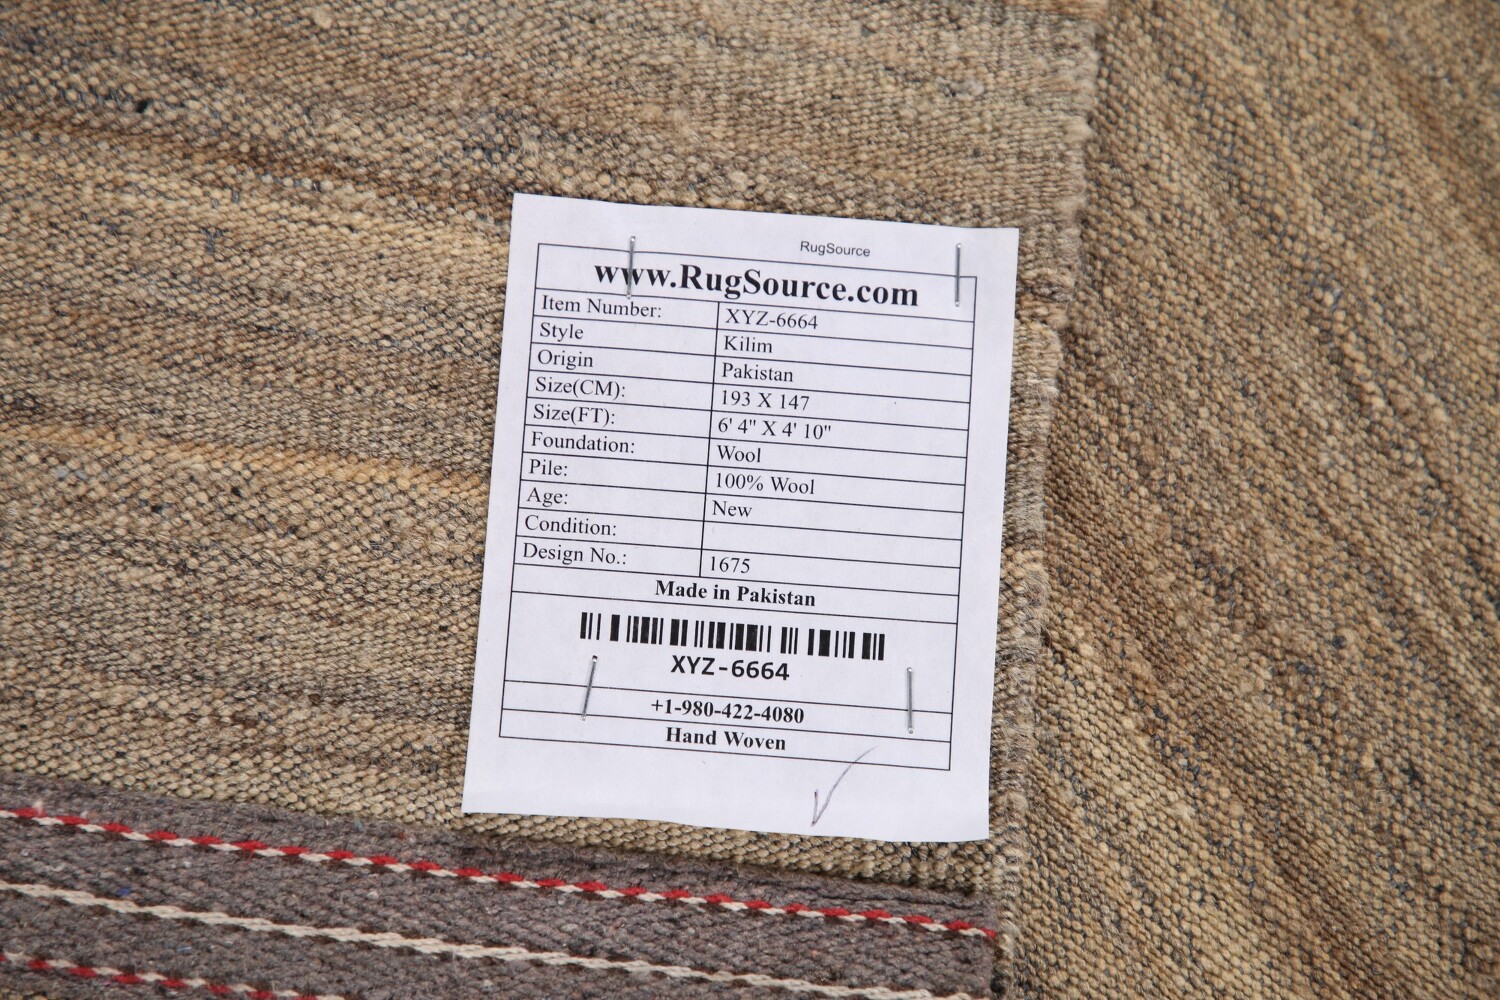 RugSource
www.RugSource.com
Item Number: XYZ-6664
Style Kilim
Origin Pakistan
Size(CM): 193 X 147
Size(FT): 6' 4" X 4' 10"
Foundation: Wool
Pile: 100% Wool
Age: New
Condition:
Design No.: 1675
Made in Pakistan
XYZ-6664
+1-980-422-4080
Hand Woven